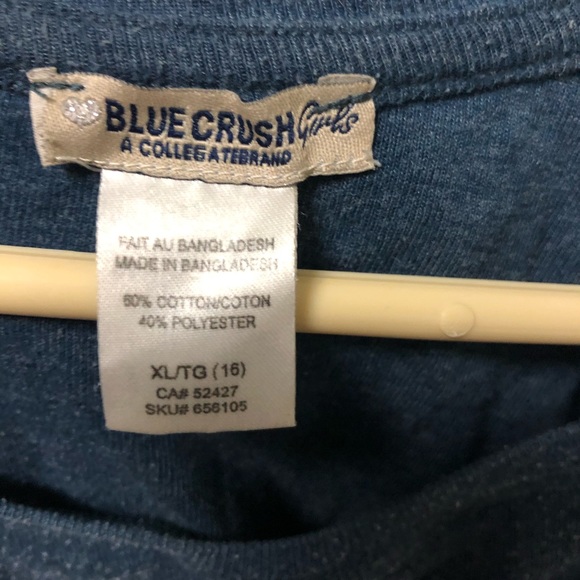 BLUE CRUSH Girls
A COLLEGATEBRAND
FAIT AU BANGLADESH
MADE IN BANGLADESH
60% COTTON/COTON
40% POLYESTER
XL/TG (16)
CA# 52427
SKU# 656105